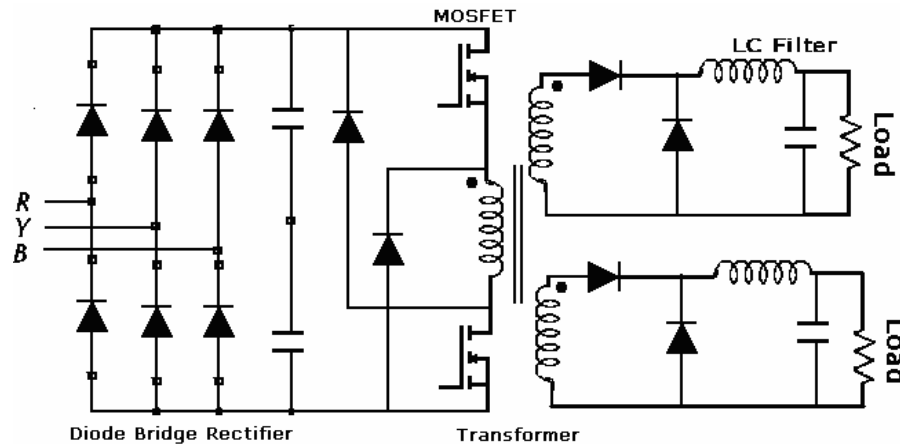 MOSFET
LC Filter
Load
R
Y
B
Load
Diode Bridge Rectifier
Transformer